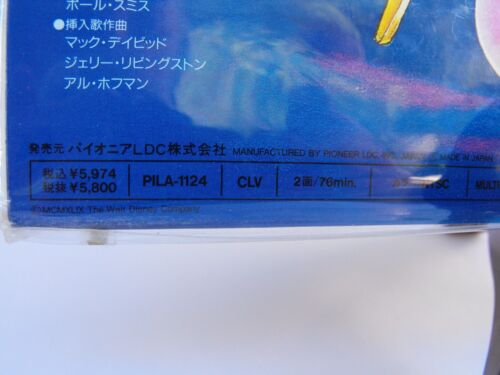 ポール・スミス
●挿入歌作曲
マック・デイビッド
ジェリー・リビングストン
アル・ホフマン
発売元 パイオニアLDC株式会社 MANUFACTURED BY PIONEER LDC, INC., MADE IN JAPAN
税込 ¥5,974
税抜 ¥5,800
PILA-1124
CLV
2面/76min.
NTSC
MULTI
©MCMXLIX The Walt Disney Company